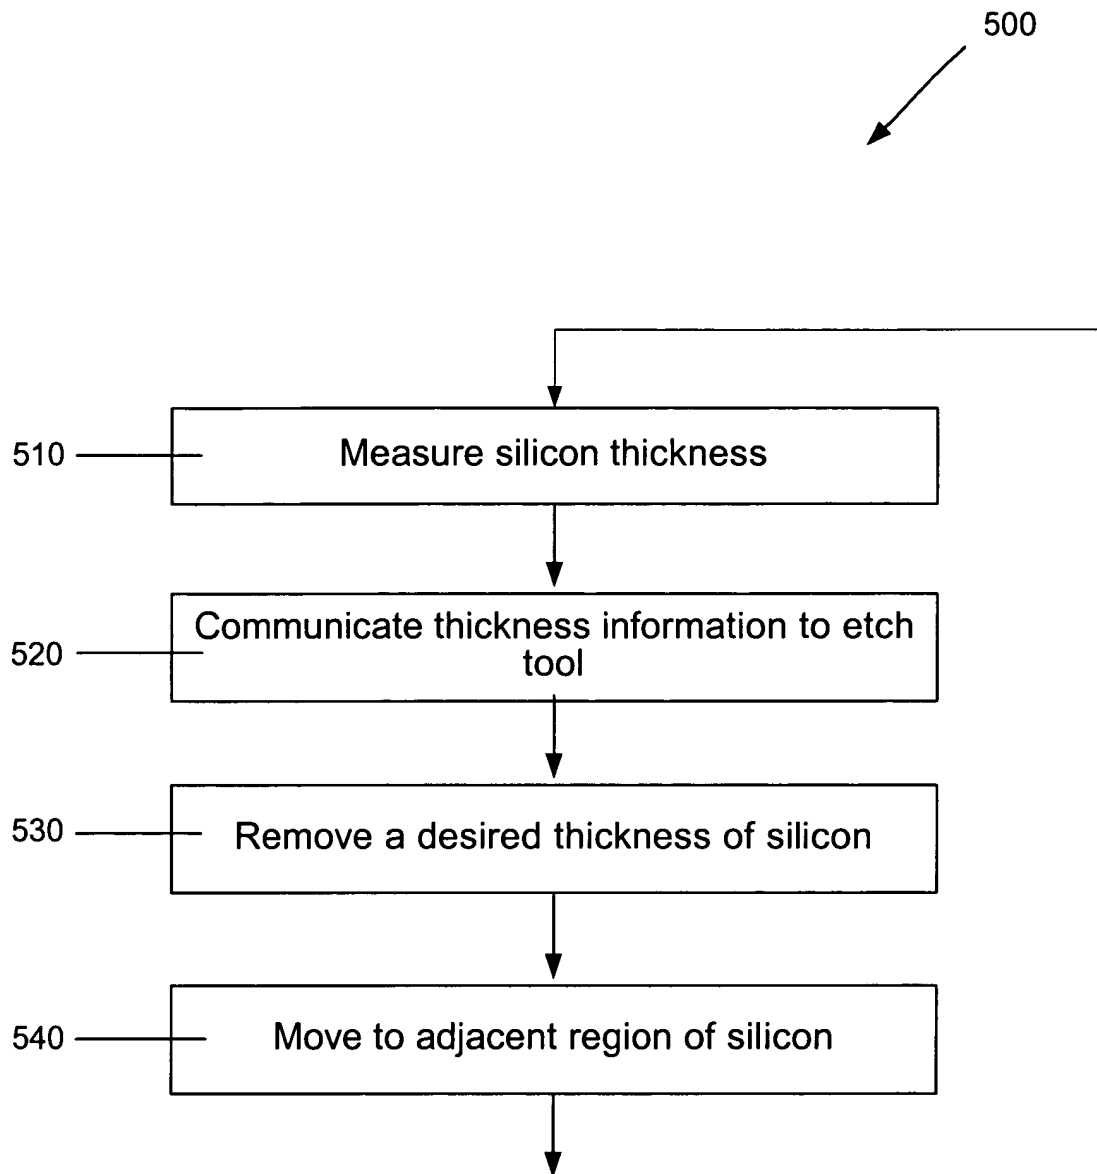 500
510
Measure silicon thickness
520
Communicate thickness information to etch
tool
530
Remove a desired thickness of silicon
540
Move to adjacent region of silicon